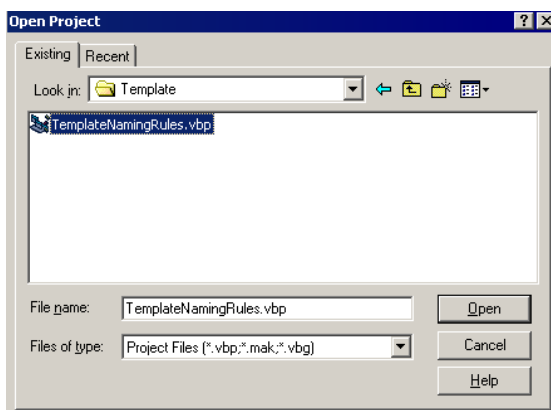 Open Project
Existing Recent
Look in: Template
TemplateNamingRules.vbp
File name: TemplateNamingRules.vbp Open
Files of type: Project Files (*.vbp;*.mak;*.vbg) Cancel
Help